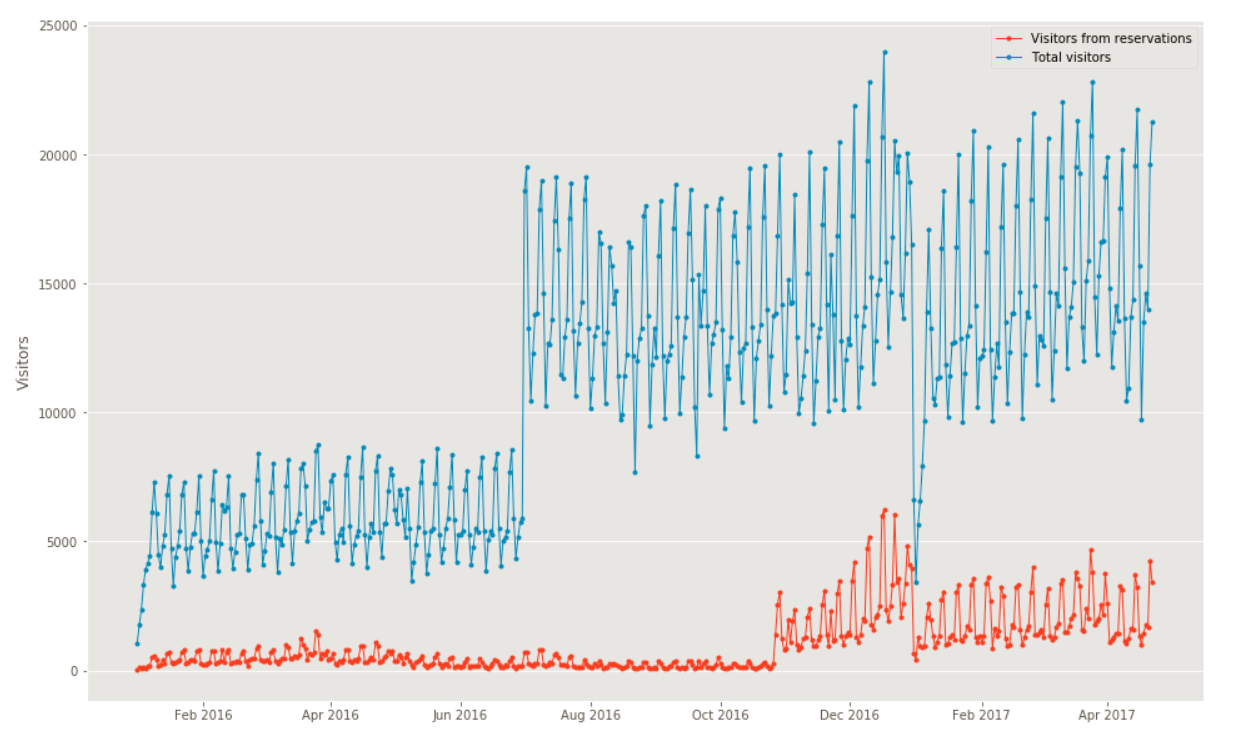 25000
Visitors from reservations
Total visitors
20000
15000
Visitors
10000
5000
0
Feb 2016 Apr 2016 Jun 2016 Aug 2016 Oct 2016 Dec 2016 Feb 2017 Apr 2017